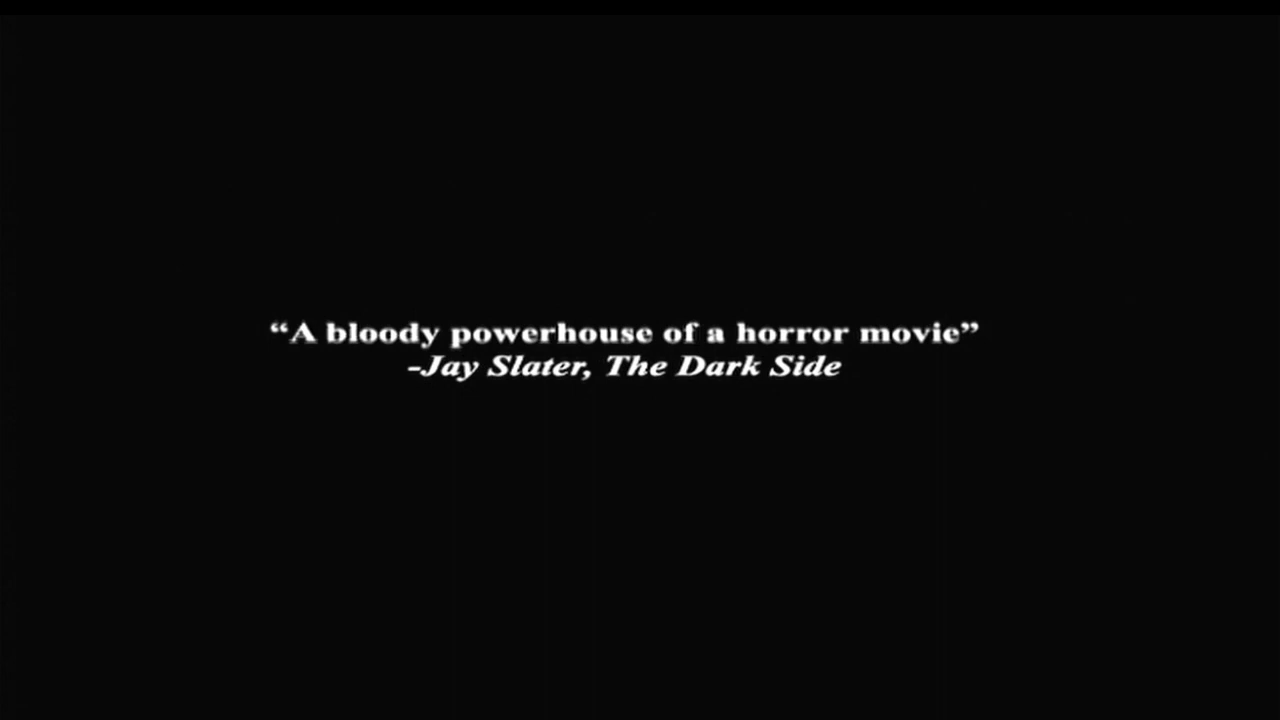 “A bloody powerhouse of a horror movie”
-Jay Slater, The Dark Side